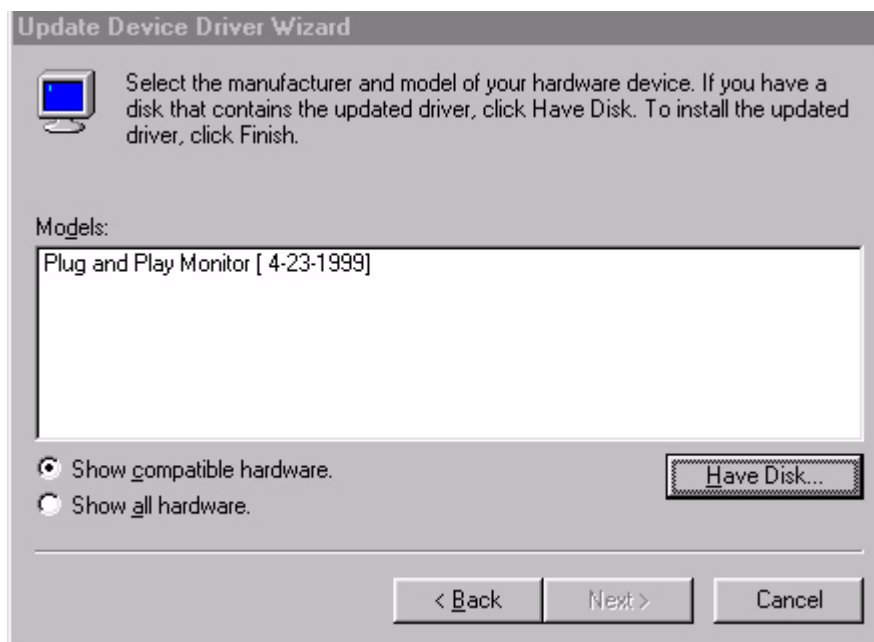 Update Device Driver Wizard
Select the manufacturer and model of your hardware device. If you have a
disk that contains the updated driver, click Have Disk. To install the updated
driver, click Finish.
Models:
Plug and Play Monitor [ 4-23-1999]
Show compatible hardware.
Have Disk...
Show all hardware.
< Back
Next >
Cancel